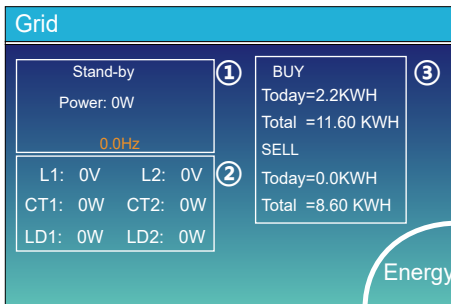 Grid
Stand-by
Power: 0W
0.0Hz
①
L1: 0V L2: 0V
CT1: 0W CT2: 0W
LD1: 0W LD2: 0W
②
BUY
Today=2.2KWH
Total =11.60 KWH
SELL
Today=0.0KWH
Total =8.60 KWH
③
Energy